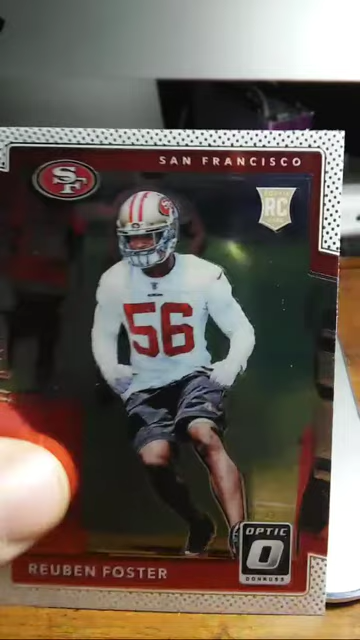 SAN FRANCISCO
SF
RC
56
OPTIC
DONRUSS
REUBEN FOSTER